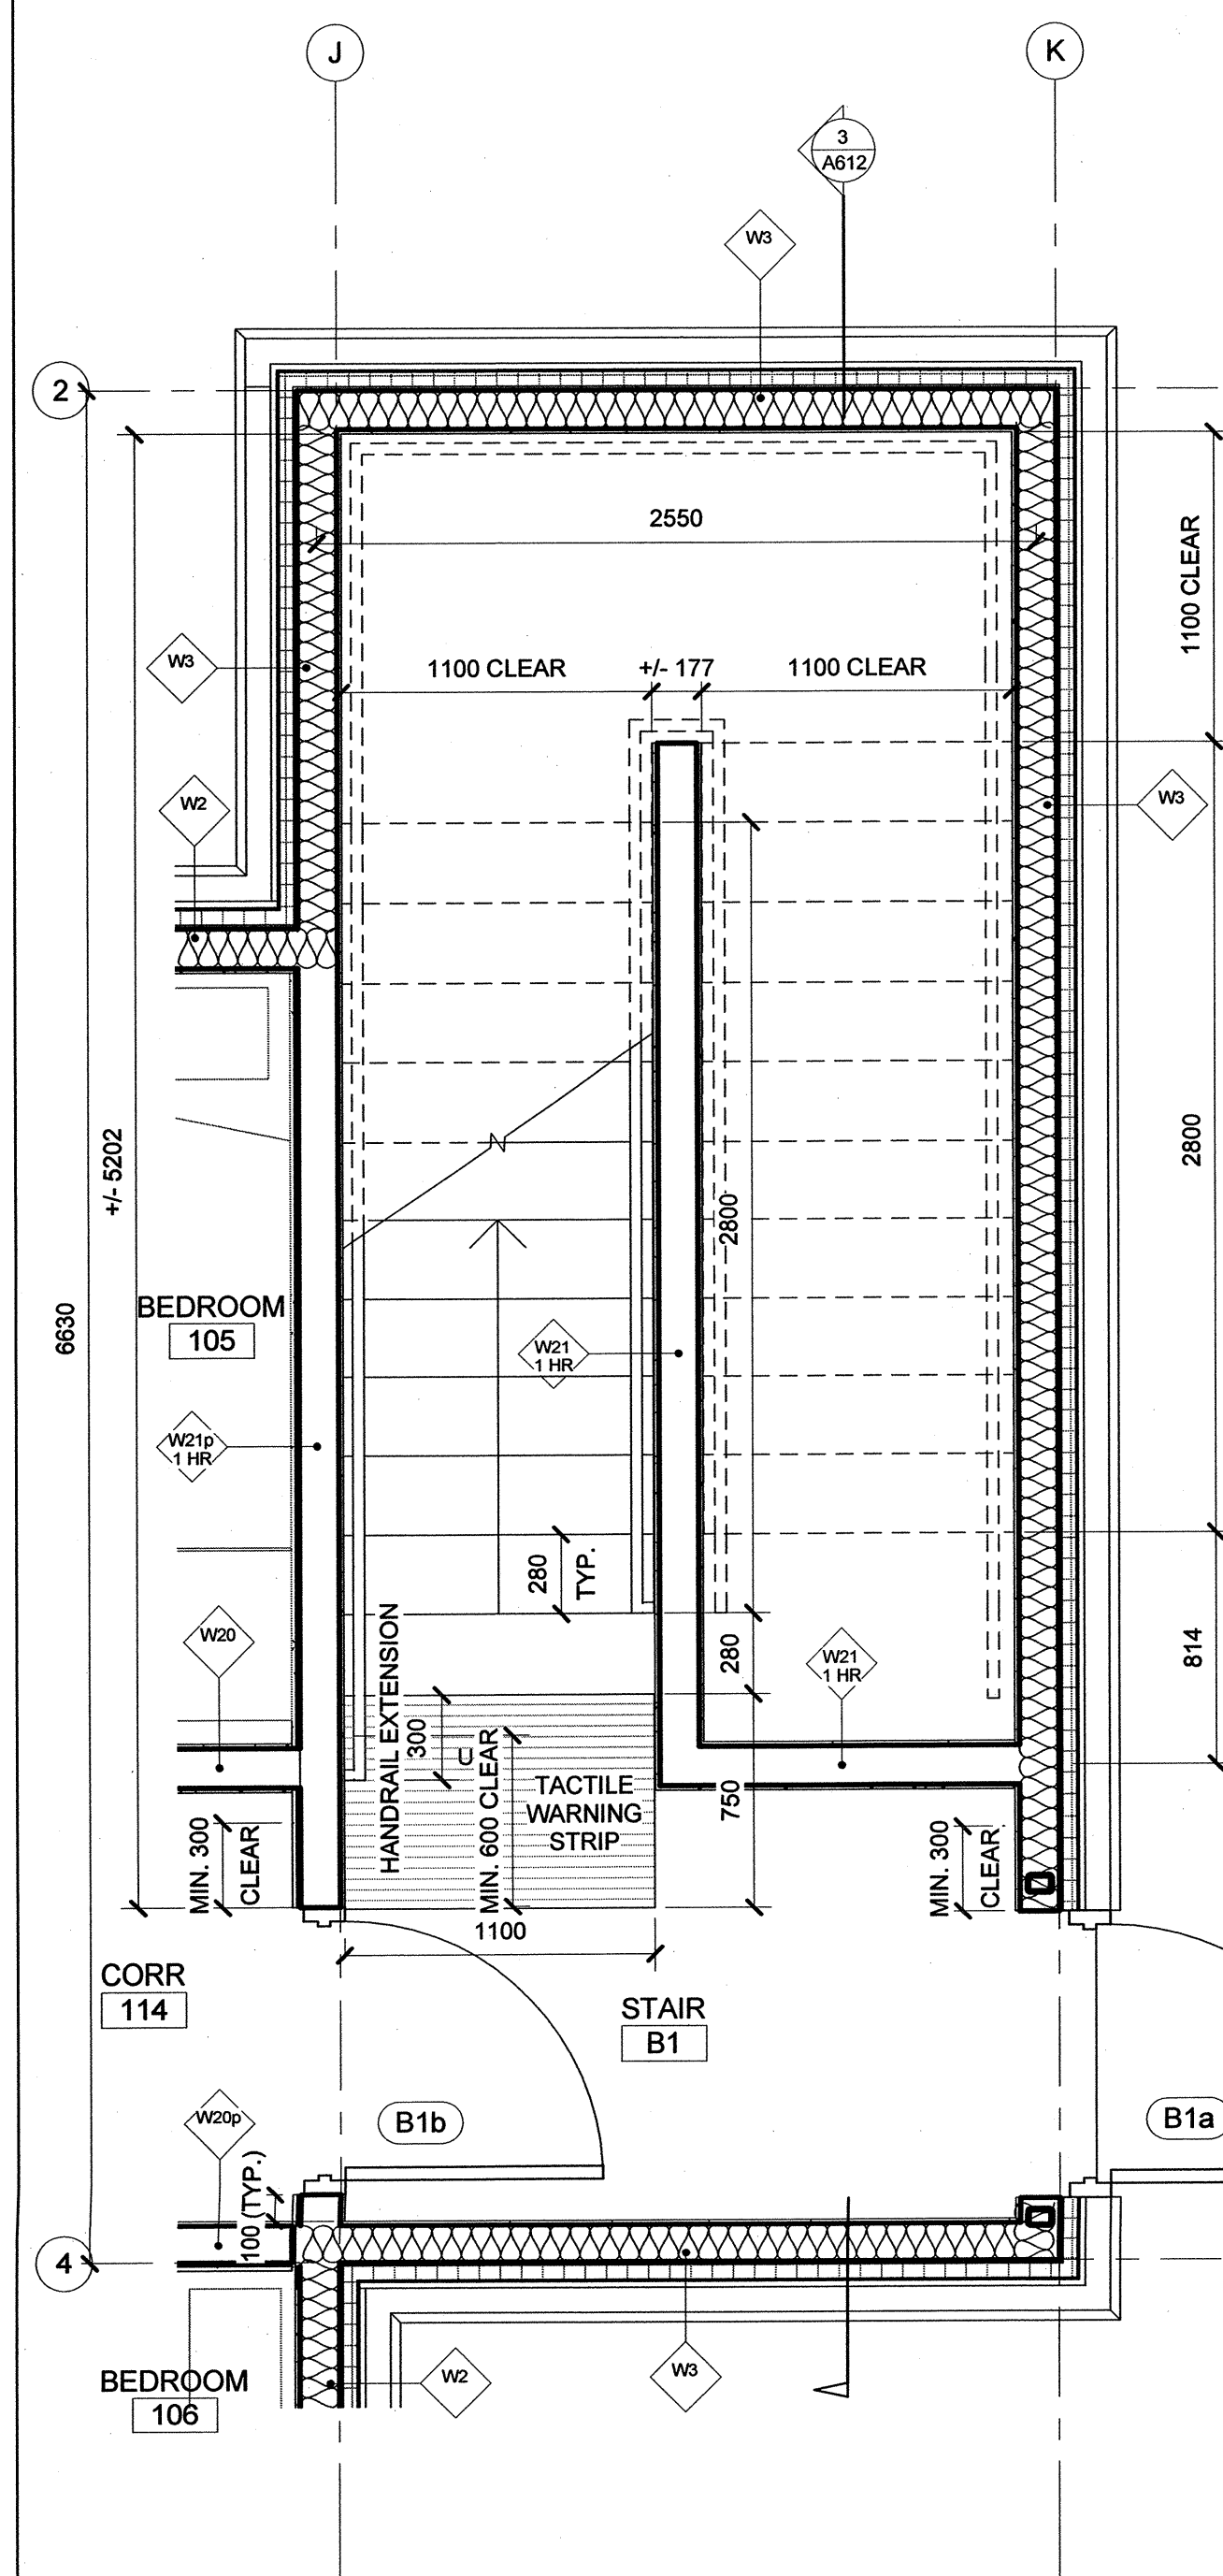 J
K
3
A612
W3
2
2550
1100 CLEAR
W3
1100 CLEAR
+/- 177
1100 CLEAR
W2
W3
+/- 5202
2800
2800
6630
BEDROOM
105
W21
1 HR
W21p
1 HR
280
TYP.
W20
HANDRAIL EXTENSION
300
280
W21
1 HR
814
MIN. 600 CLEAR
TACTILE
WARNING
STRIP
750
MIN. 300
CLEAR
MIN. 300
CLEAR
1100
CORR
114
STAIR
B1
W20p
B1b
B1a
100 (TYP.)
4
BEDROOM
106
W2
W3